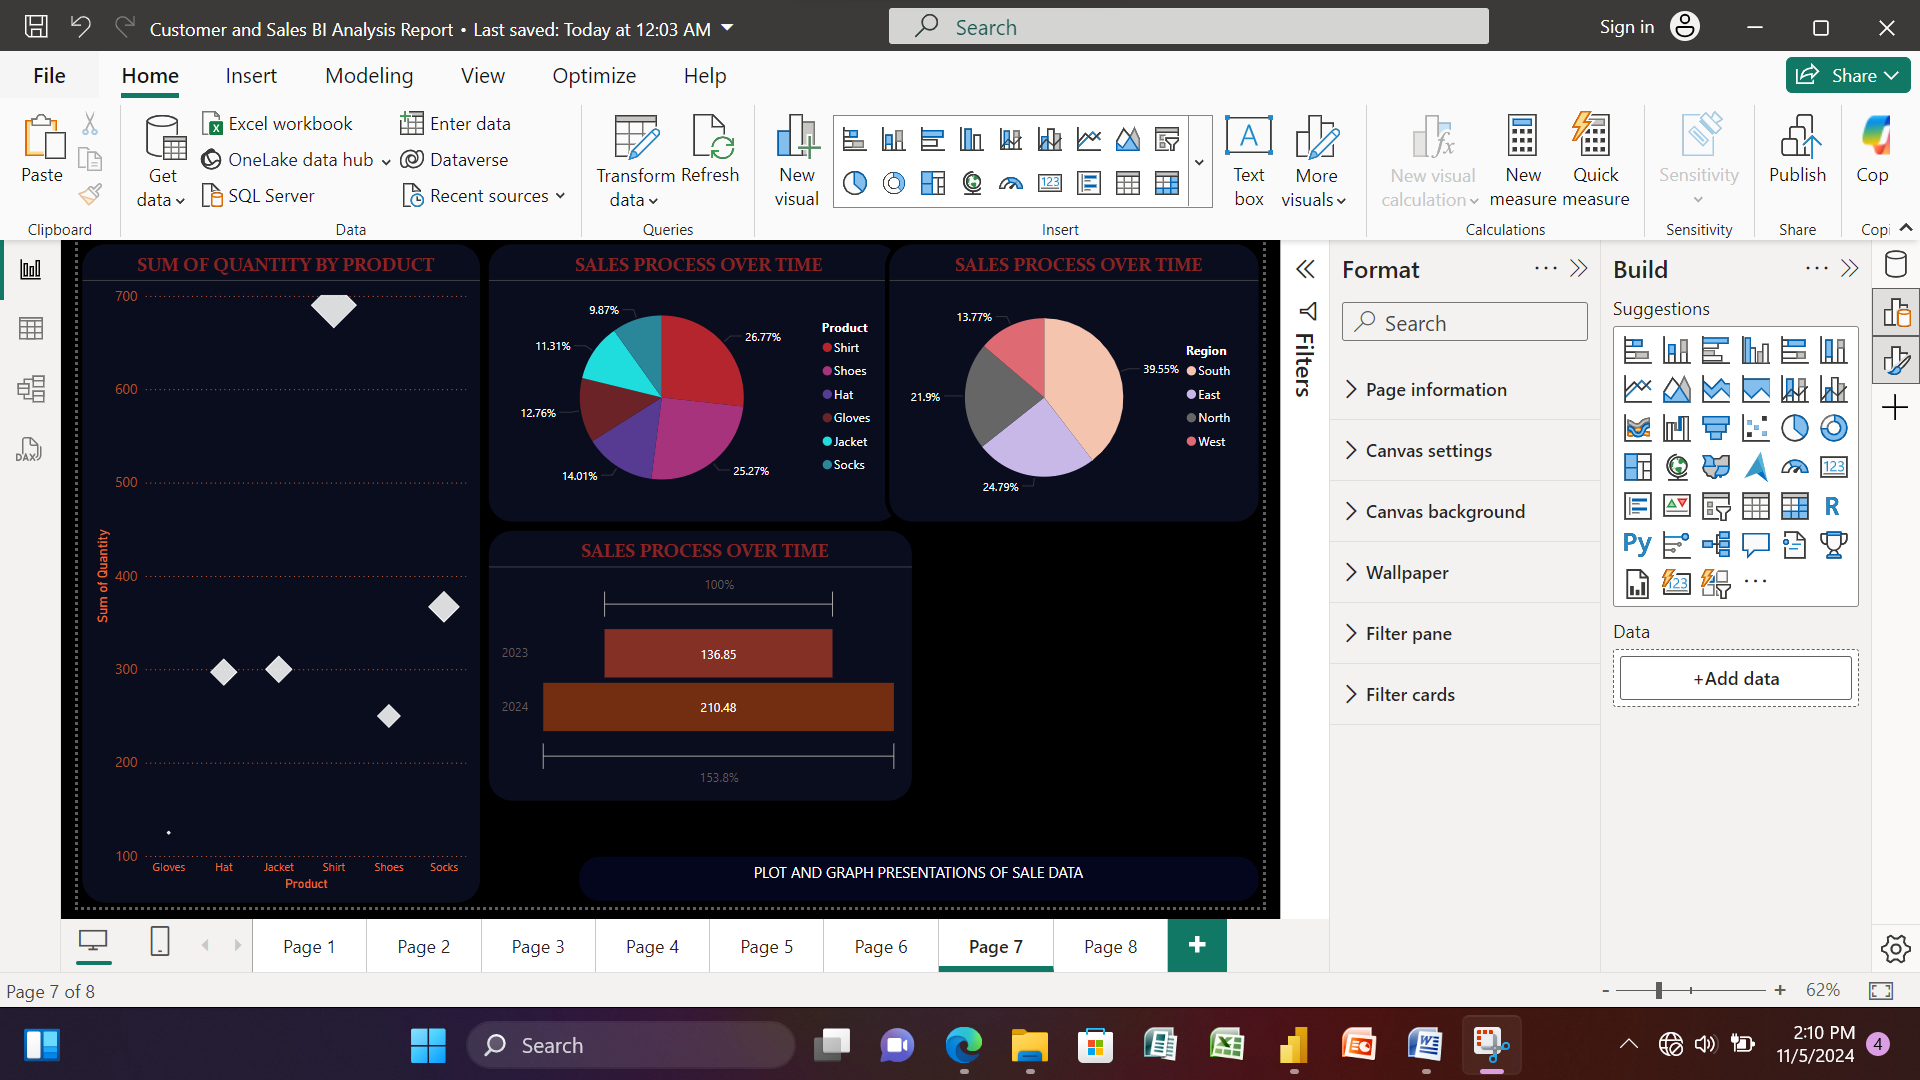 Customer and Sales BI Analysis Report • Last saved: Today at 12:03 AM
Search
Sign in
File
Home
Insert
Modeling
View
Optimize
Help
Share
Paste
Clipboard
Get data
Excel workbook
OneLake data hub
SQL Server
Enter data
Dataverse
Recent sources
Data
Transform data
Refresh
Queries
New visual
Text box
More visuals
Insert
New visual calculation
New measure
Quick measure
Calculations
Sensitivity
Sensitivity
Publish
Share
Cop
Copi
SUM OF QUANTITY BY PRODUCT
700
600
500
400
300
200
100
Sum of Quantity
Gloves
Hat
Jacket
Shirt
Shoes
Socks
Product
SALES PROCESS OVER TIME
9.87%
26.77%
11.31%
12.76%
14.01%
25.27%
Product
Shirt
Shoes
Hat
Gloves
Jacket
Socks
SALES PROCESS OVER TIME
13.77%
39.55%
21.9%
24.79%
Region
South
East
North
West
SALES PROCESS OVER TIME
100%
2023
136.85
2024
210.48
153.8%
PLOT AND GRAPH PRESENTATIONS OF SALE DATA
Filters
Format
Search
Page information
Canvas settings
Canvas background
Wallpaper
Filter pane
Filter cards
Build
Suggestions
123
R
Py
123
Data
+Add data
DAX
Page 1
Page 2
Page 3
Page 4
Page 5
Page 6
Page 7
Page 8
+
Page 7 of 8
- + 62%
Search
2:10 PM
11/5/2024
4